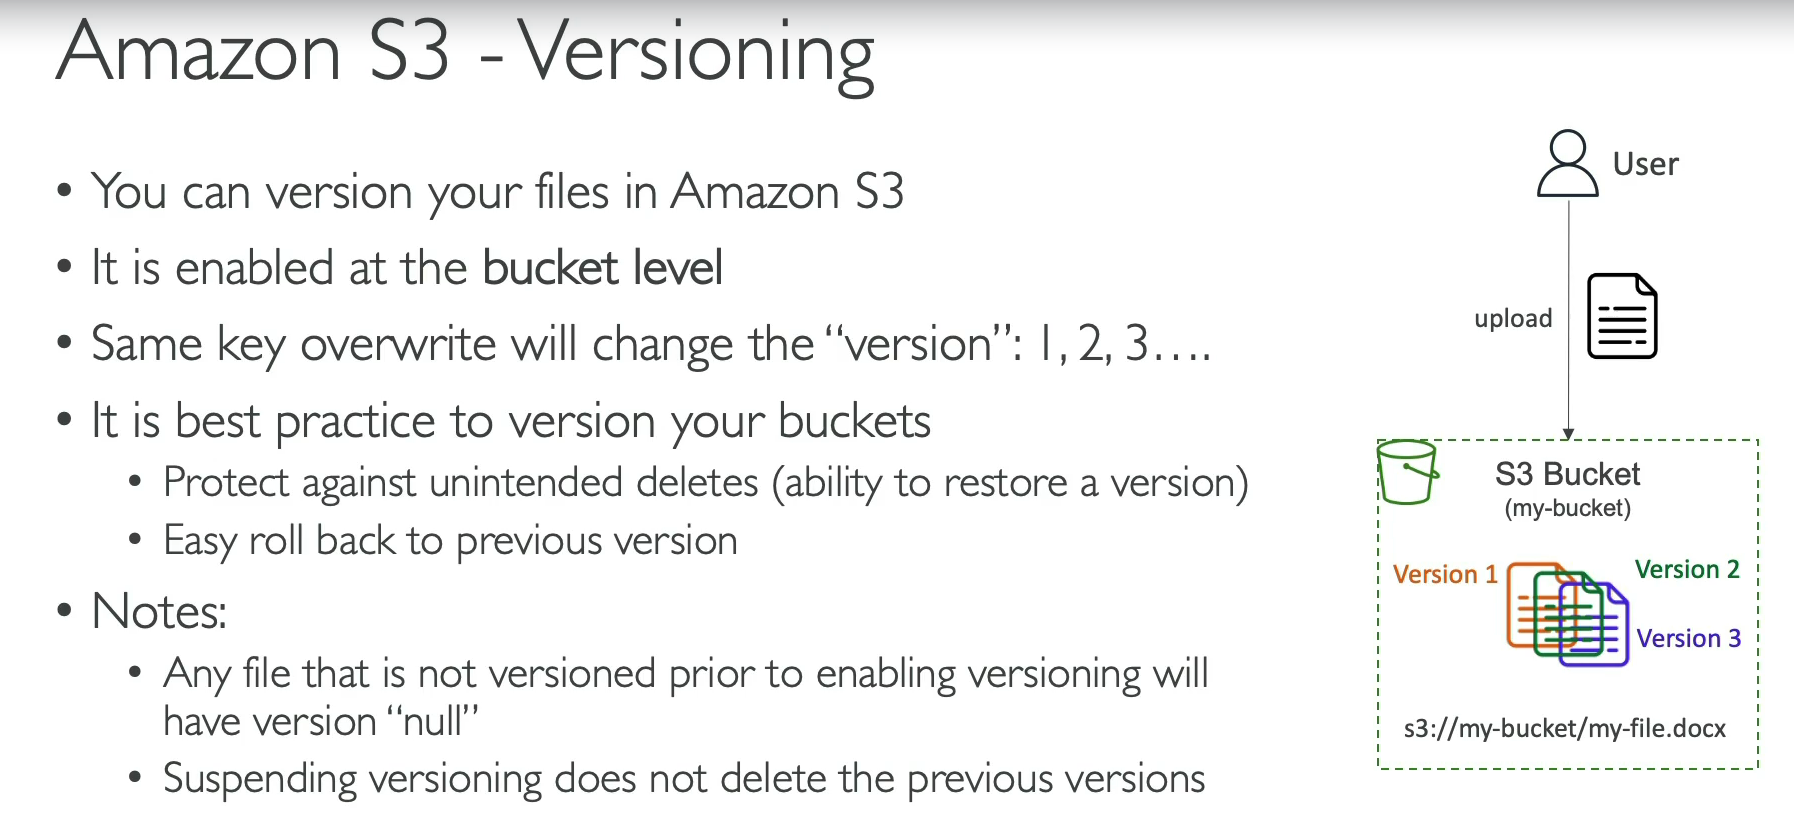 Amazon S3 - Versioning
• You can version your files in Amazon S3
• It is enabled at the bucket level
• Same key overwrite will change the “version”: 1, 2, 3….
• It is best practice to version your buckets
• Protect against unintended deletes (ability to restore a version)
• Easy roll back to previous version
• Notes:
• Any file that is not versioned prior to enabling versioning will
have version “null”
• Suspending versioning does not delete the previous versions
User
upload
S3 Bucket
(my-bucket)
Version 1
Version 2
Version 3
s3://my-bucket/my-file.docx